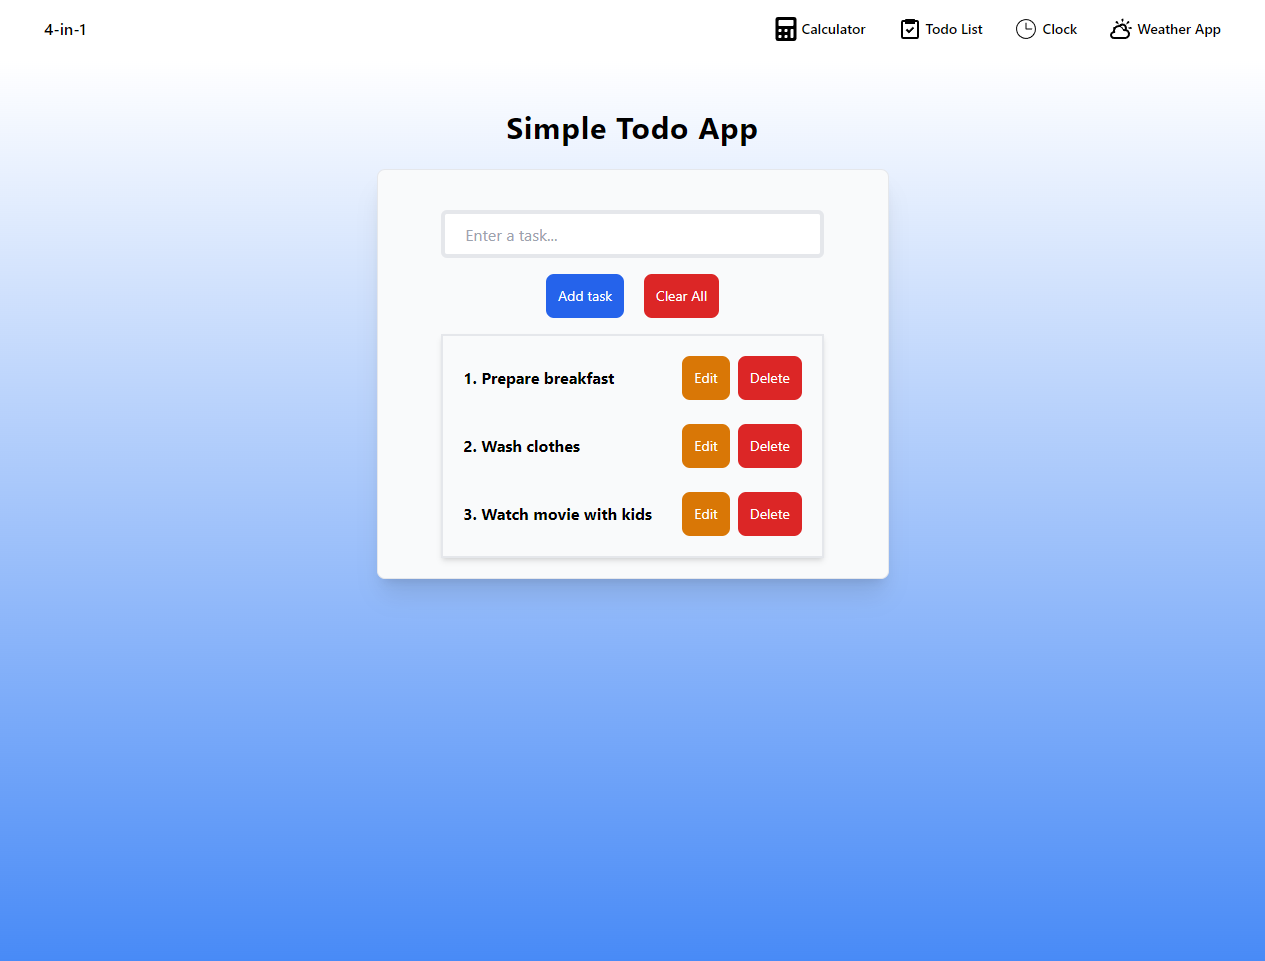 4-in-1 Calculator Todo List Clock Weather App
Simple Todo App
Enter a task...
Add task Clear All
1. Prepare breakfast Edit Delete
2. Wash clothes Edit Delete
3. Watch movie with kids Edit Delete